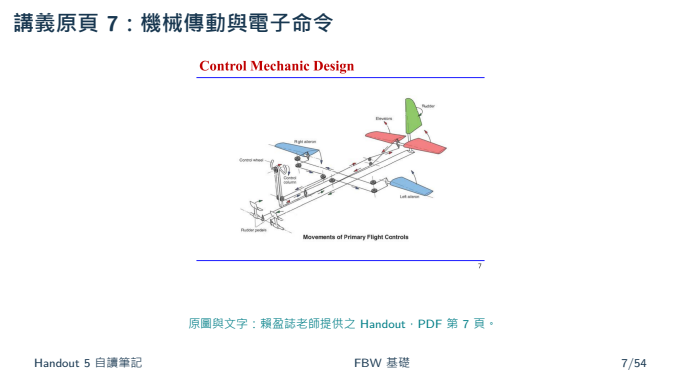 講義原頁 7：機械傳動與電子命令
Control Mechanic Design
Rudder
Elevators
Right aileron
Control wheel
Control
column
Left aileron
Rudder pedals
Movements of Primary Flight Controls
7
原圖與文字：賴盈誌老師提供之 Handout，PDF 第 7 頁。
Handout 5 自讀筆記
FBW 基礎
7/54